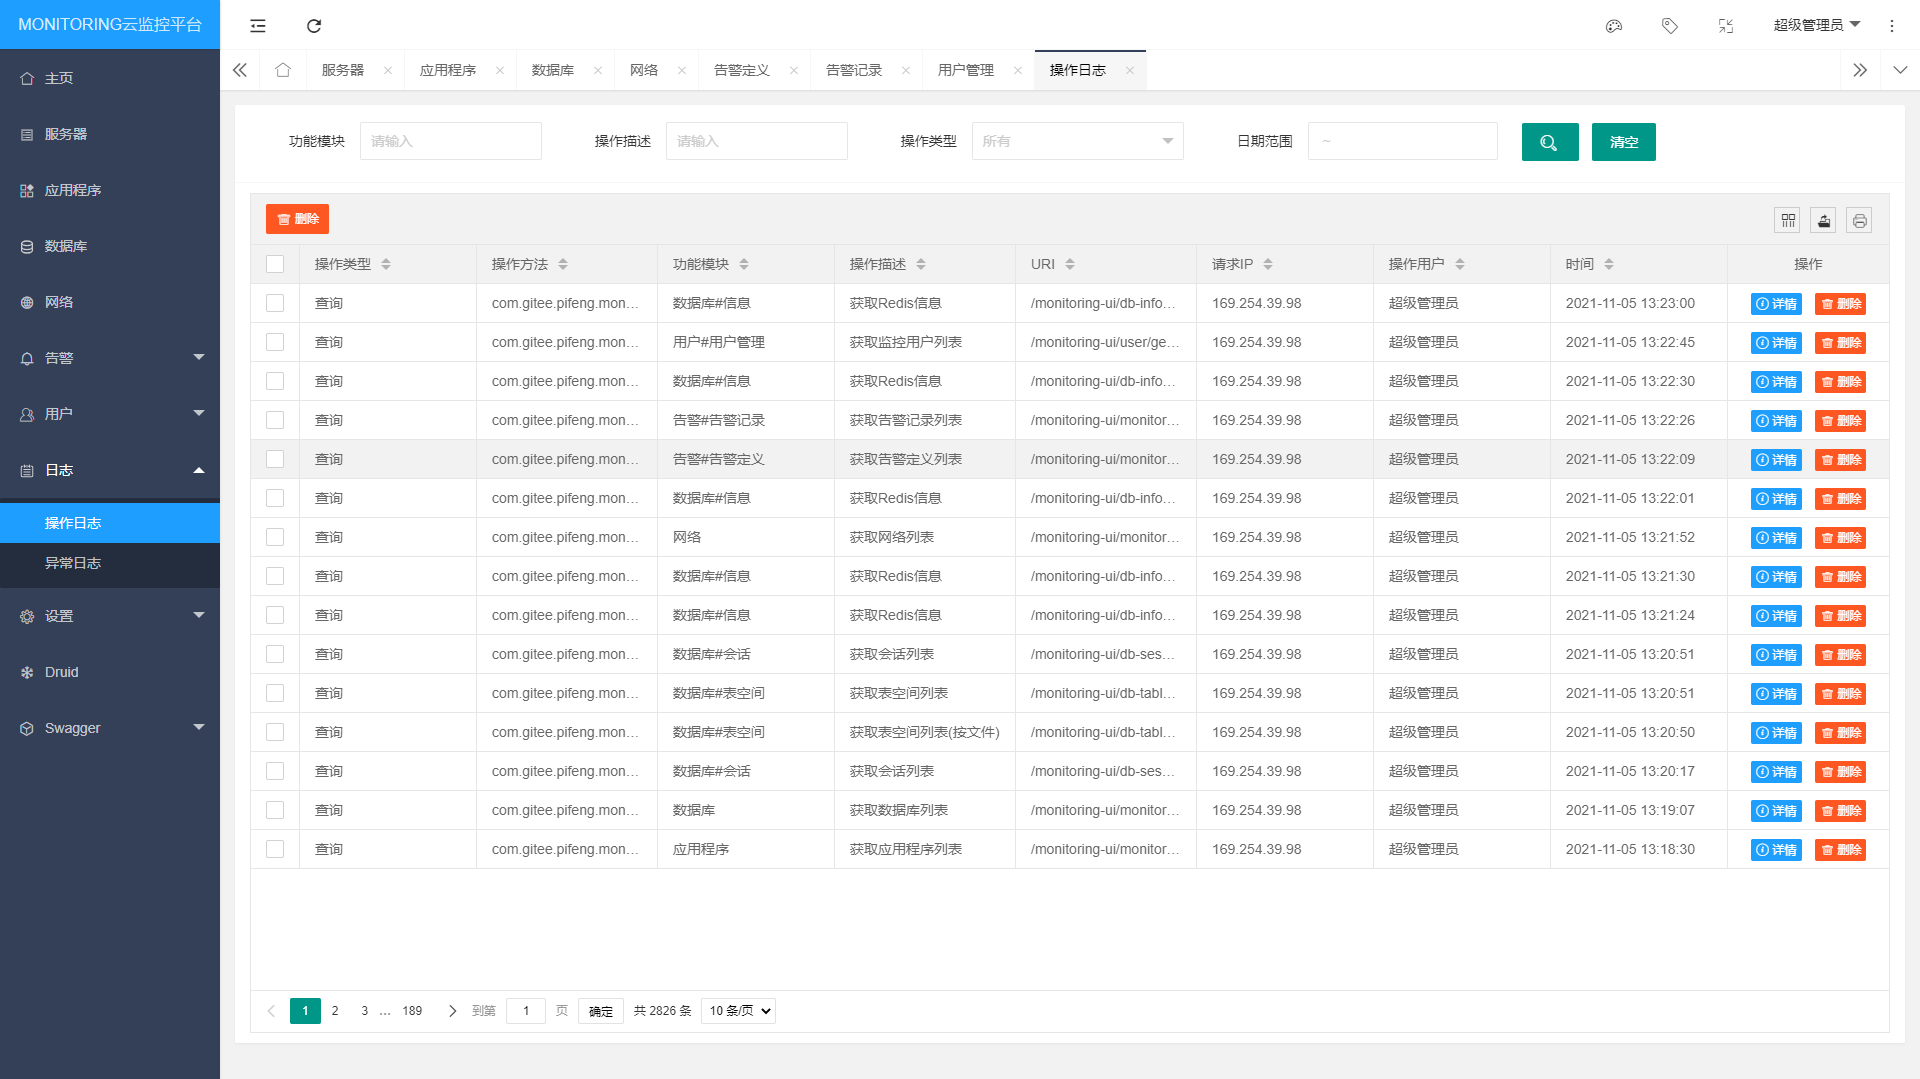 MONITORING云监控平台
超级管理员
主页
服务器
应用程序
数据库
网络
告警
用户
日志
操作日志
异常日志
设置
Druid
Swagger
服务器 应用程序 数据库 网络 告警定义 告警记录 用户管理 操作日志
功能模块 请输入 操作描述 请输入 操作类型 所有 日期范围 ~ 清空
删除
操作类型 操作方法 功能模块 操作描述 URI 请求IP 操作用户 时间 操作
查询 com.gitee.pifeng.mon... 数据库#信息 获取Redis信息 /monitoring-ui/db-info... 169.254.39.98 超级管理员 2021-11-05 13:23:00 详情 删除
查询 com.gitee.pifeng.mon... 用户#用户管理 获取监控用户列表 /monitoring-ui/user/ge... 169.254.39.98 超级管理员 2021-11-05 13:22:45 详情 删除
查询 com.gitee.pifeng.mon... 数据库#信息 获取Redis信息 /monitoring-ui/db-info... 169.254.39.98 超级管理员 2021-11-05 13:22:30 详情 删除
查询 com.gitee.pifeng.mon... 告警#告警记录 获取告警记录列表 /monitoring-ui/monitor... 169.254.39.98 超级管理员 2021-11-05 13:22:26 详情 删除
查询 com.gitee.pifeng.mon... 告警#告警定义 获取告警定义列表 /monitoring-ui/monitor... 169.254.39.98 超级管理员 2021-11-05 13:22:09 详情 删除
查询 com.gitee.pifeng.mon... 数据库#信息 获取Redis信息 /monitoring-ui/db-info... 169.254.39.98 超级管理员 2021-11-05 13:22:01 详情 删除
查询 com.gitee.pifeng.mon... 网络 获取网络列表 /monitoring-ui/monitor... 169.254.39.98 超级管理员 2021-11-05 13:21:52 详情 删除
查询 com.gitee.pifeng.mon... 数据库#信息 获取Redis信息 /monitoring-ui/db-info... 169.254.39.98 超级管理员 2021-11-05 13:21:30 详情 删除
查询 com.gitee.pifeng.mon... 数据库#信息 获取Redis信息 /monitoring-ui/db-info... 169.254.39.98 超级管理员 2021-11-05 13:21:24 详情 删除
查询 com.gitee.pifeng.mon... 数据库#会话 获取会话列表 /monitoring-ui/db-ses... 169.254.39.98 超级管理员 2021-11-05 13:20:51 详情 删除
查询 com.gitee.pifeng.mon... 数据库#表空间 获取表空间列表 /monitoring-ui/db-tabl... 169.254.39.98 超级管理员 2021-11-05 13:20:51 详情 删除
查询 com.gitee.pifeng.mon... 数据库#表空间 获取表空间列表(按文件) /monitoring-ui/db-tabl... 169.254.39.98 超级管理员 2021-11-05 13:20:50 详情 删除
查询 com.gitee.pifeng.mon... 数据库#会话 获取会话列表 /monitoring-ui/db-ses... 169.254.39.98 超级管理员 2021-11-05 13:20:17 详情 删除
查询 com.gitee.pifeng.mon... 数据库 获取数据库列表 /monitoring-ui/monitor... 169.254.39.98 超级管理员 2021-11-05 13:19:07 详情 删除
查询 com.gitee.pifeng.mon... 应用程序 获取应用程序列表 /monitoring-ui/monitor... 169.254.39.98 超级管理员 2021-11-05 13:18:30 详情 删除
1 2 3 ... 189 到第 1 页 确定 共 2826 条 10 条/页